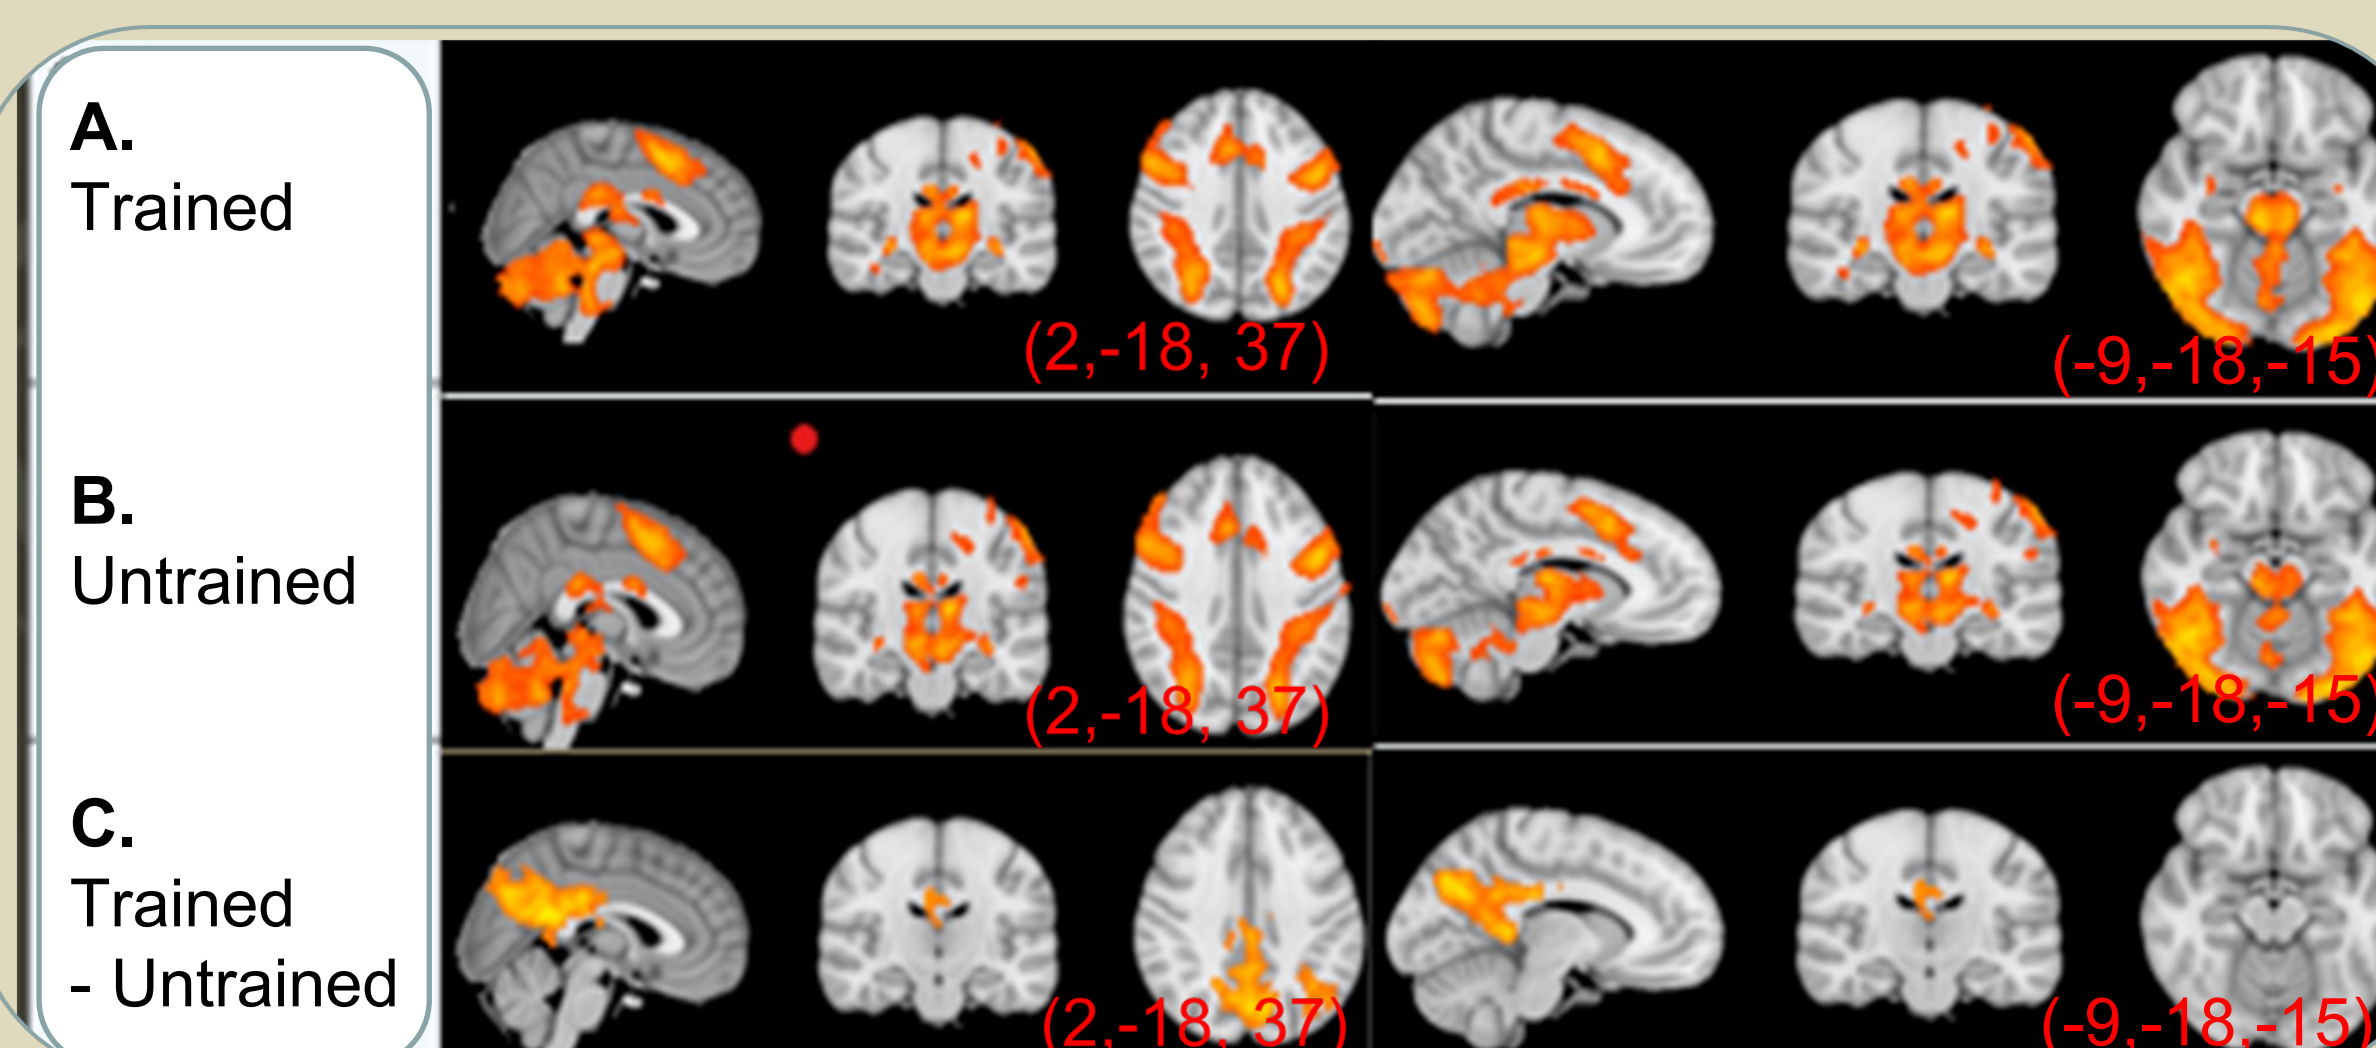 A.
Trained
(2,-18, 37)
(-9,-18,-15)
B.
Untrained
(2,-18, 37)
(-9,-18,-15)
C.
Trained
- Untrained
(2,-18, 37)
(-9,-18,-15)